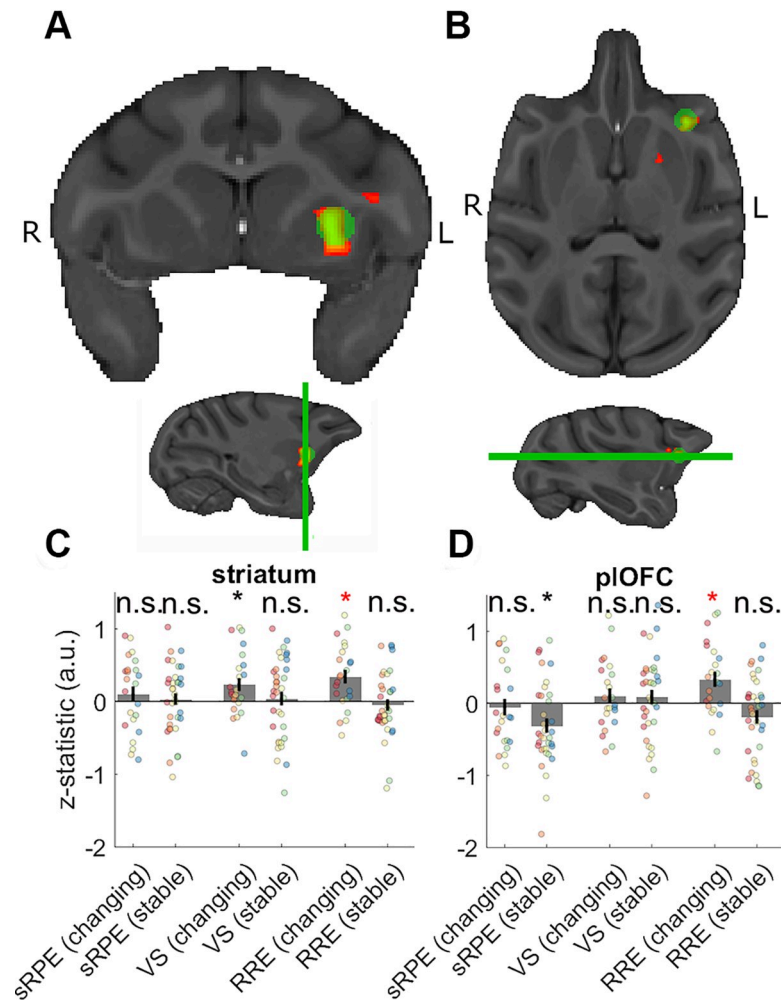 A
B
R
L
R
L
C
D
striatum
plOFC
n.s.
n.s.
*
n.s.
*
n.s.
n.s.
*
n.s.
n.s.
*
n.s.
z-statistic (a.u.)
1
0
-1
-2
1
0
-1
-2
sRPE (changing)
sRPE (stable)
VS (changing)
VS (stable)
RRE (changing)
RRE (stable)
sRPE (changing)
sRPE (stable)
VS (changing)
VS (stable)
RRE (changing)
RRE (stable)